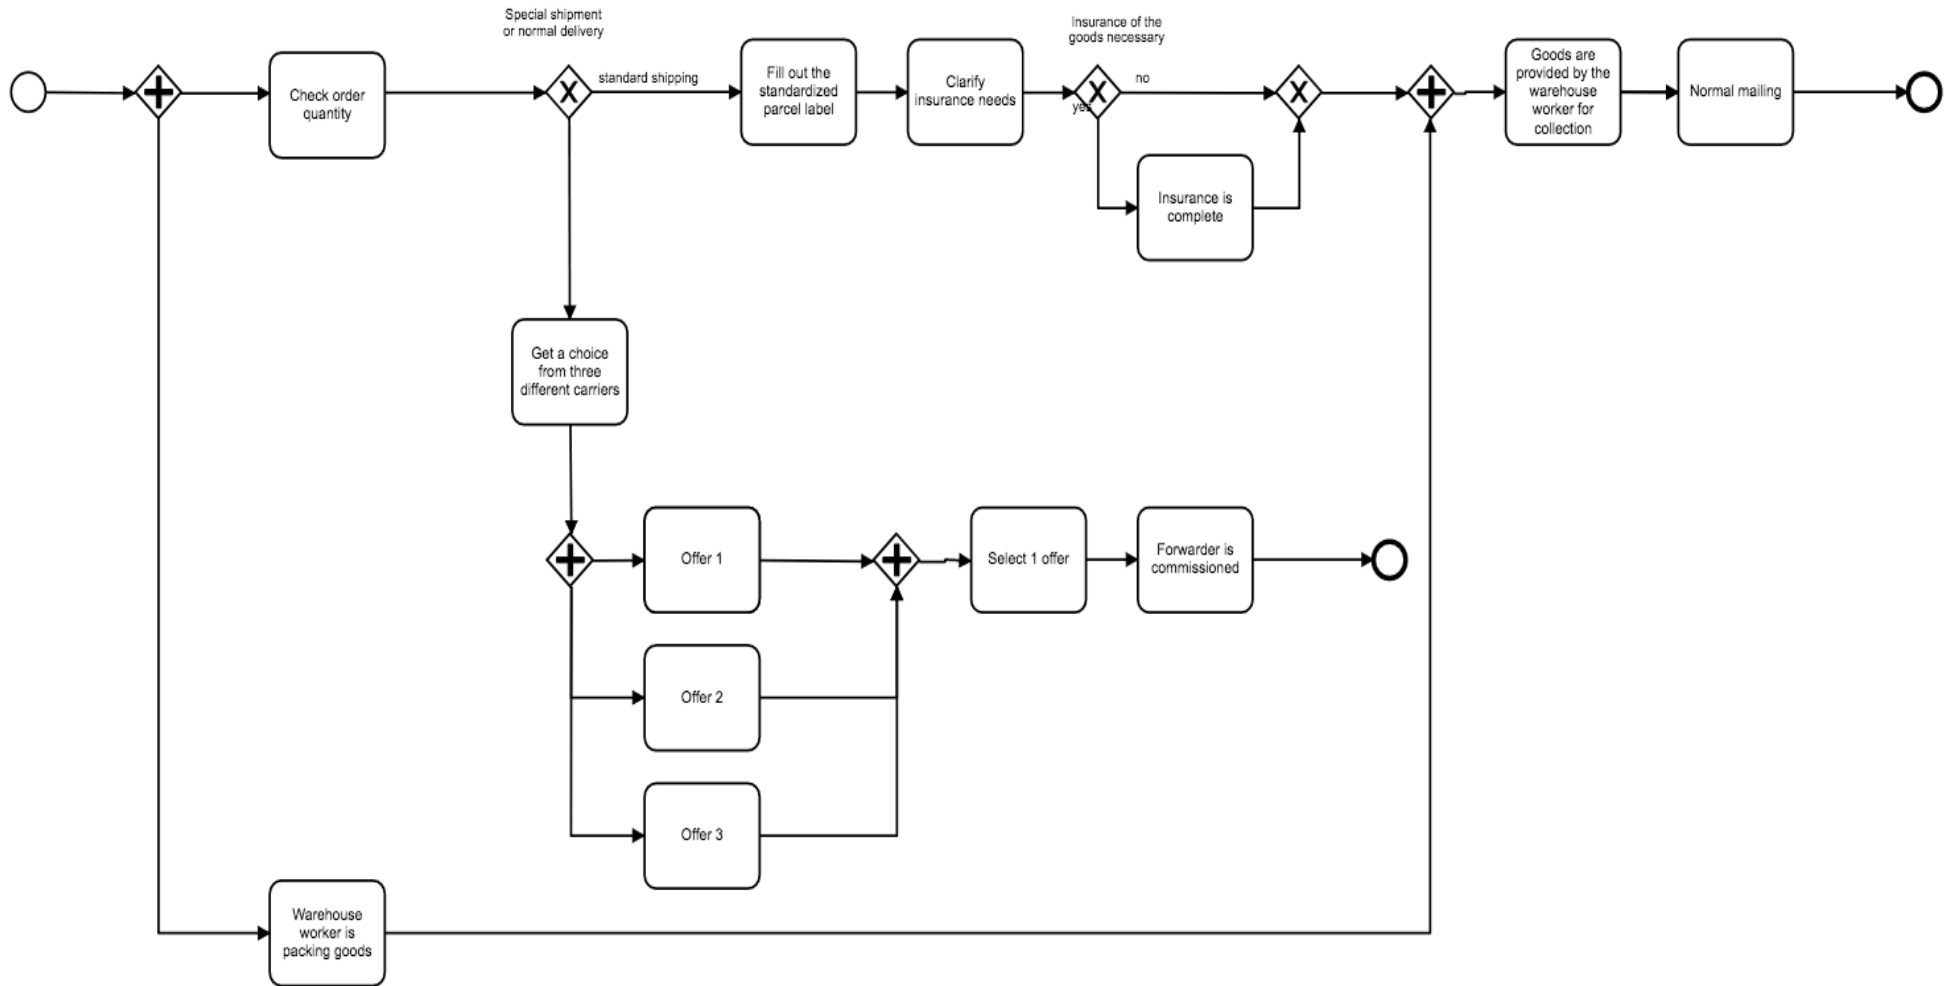 Special shipment
or normal delivery
Insurance of the
goods necessary
Check order
quantity
standard shipping
Fill out the
standardized
parcel label
Clarify
insurance needs
yes
no
Goods are
provided by the
warehouse
worker for
collection
Normal mailing
Insurance is
complete
Get a choice
from three
different carriers
Offer 1
Select 1 offer
Forwarder is
commissioned
Offer 2
Offer 3
Warehouse
worker is
packing goods